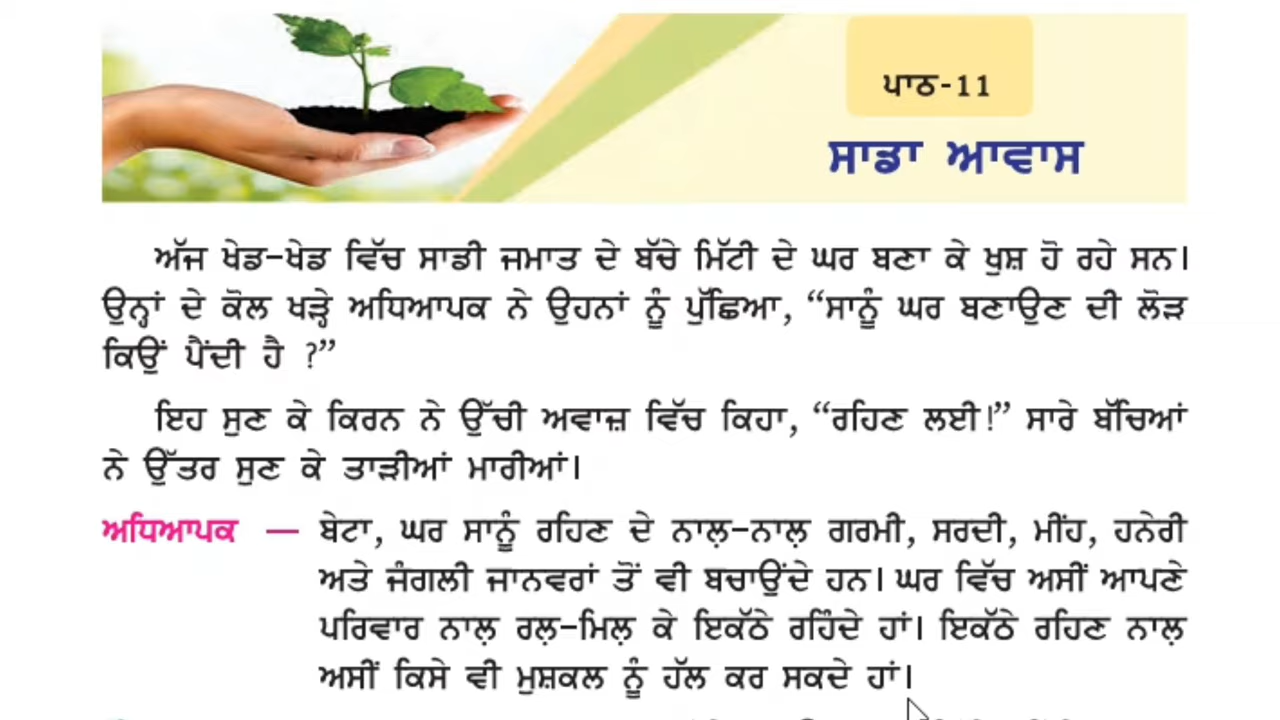 ਪਾਠ-11
ਸਾਡਾ ਆਵਾਸ
ਅੱਜ ਖੇਡ-ਖੇਡ ਵਿੱਚ ਸਾਡੀ ਜਮਾਤ ਦੇ ਬੱਚੇ ਮਿੱਟੀ ਦੇ ਘਰ ਬਣਾ ਕੇ ਖੁਸ਼ ਹੋ ਰਹੇ ਸਨ।
ਉਨ੍ਹਾਂ ਦੇ ਕੋਲ ਖੜ੍ਹੇ ਅਧਿਆਪਕ ਨੇ ਉਹਨਾਂ ਨੂੰ ਪੁੱਛਿਆ, “ਸਾਨੂੰ ਘਰ ਬਣਾਉਣ ਦੀ ਲੋੜ
ਕਿਉਂ ਪੈਂਦੀ ਹੈ ?”
ਇਹ ਸੁਣ ਕੇ ਕਿਰਨ ਨੇ ਉੱਚੀ ਅਵਾਜ਼ ਵਿੱਚ ਕਿਹਾ, “ਰਹਿਣ ਲਈ!” ਸਾਰੇ ਬੱਚਿਆਂ
ਨੇ ਉੱਤਰ ਸੁਣ ਕੇ ਤਾੜੀਆਂ ਮਾਰੀਆਂ।
ਅਧਿਆਪਕ — ਬੇਟਾ, ਘਰ ਸਾਨੂੰ ਰਹਿਣ ਦੇ ਨਾਲ਼-ਨਾਲ਼ ਗਰਮੀ, ਸਰਦੀ, ਮੀਂਹ, ਹਨੇਰੀ
ਅਤੇ ਜੰਗਲੀ ਜਾਨਵਰਾਂ ਤੋਂ ਵੀ ਬਚਾਉਂਦੇ ਹਨ। ਘਰ ਵਿੱਚ ਅਸੀਂ ਆਪਣੇ
ਪਰਿਵਾਰ ਨਾਲ਼ ਰਲ਼-ਮਿਲ਼ ਕੇ ਇਕੱਠੇ ਰਹਿੰਦੇ ਹਾਂ। ਇਕੱਠੇ ਰਹਿਣ ਨਾਲ਼
ਅਸੀਂ ਕਿਸੇ ਵੀ ਮੁਸ਼ਕਲ ਨੂੰ ਹੱਲ ਕਰ ਸਕਦੇ ਹਾਂ।